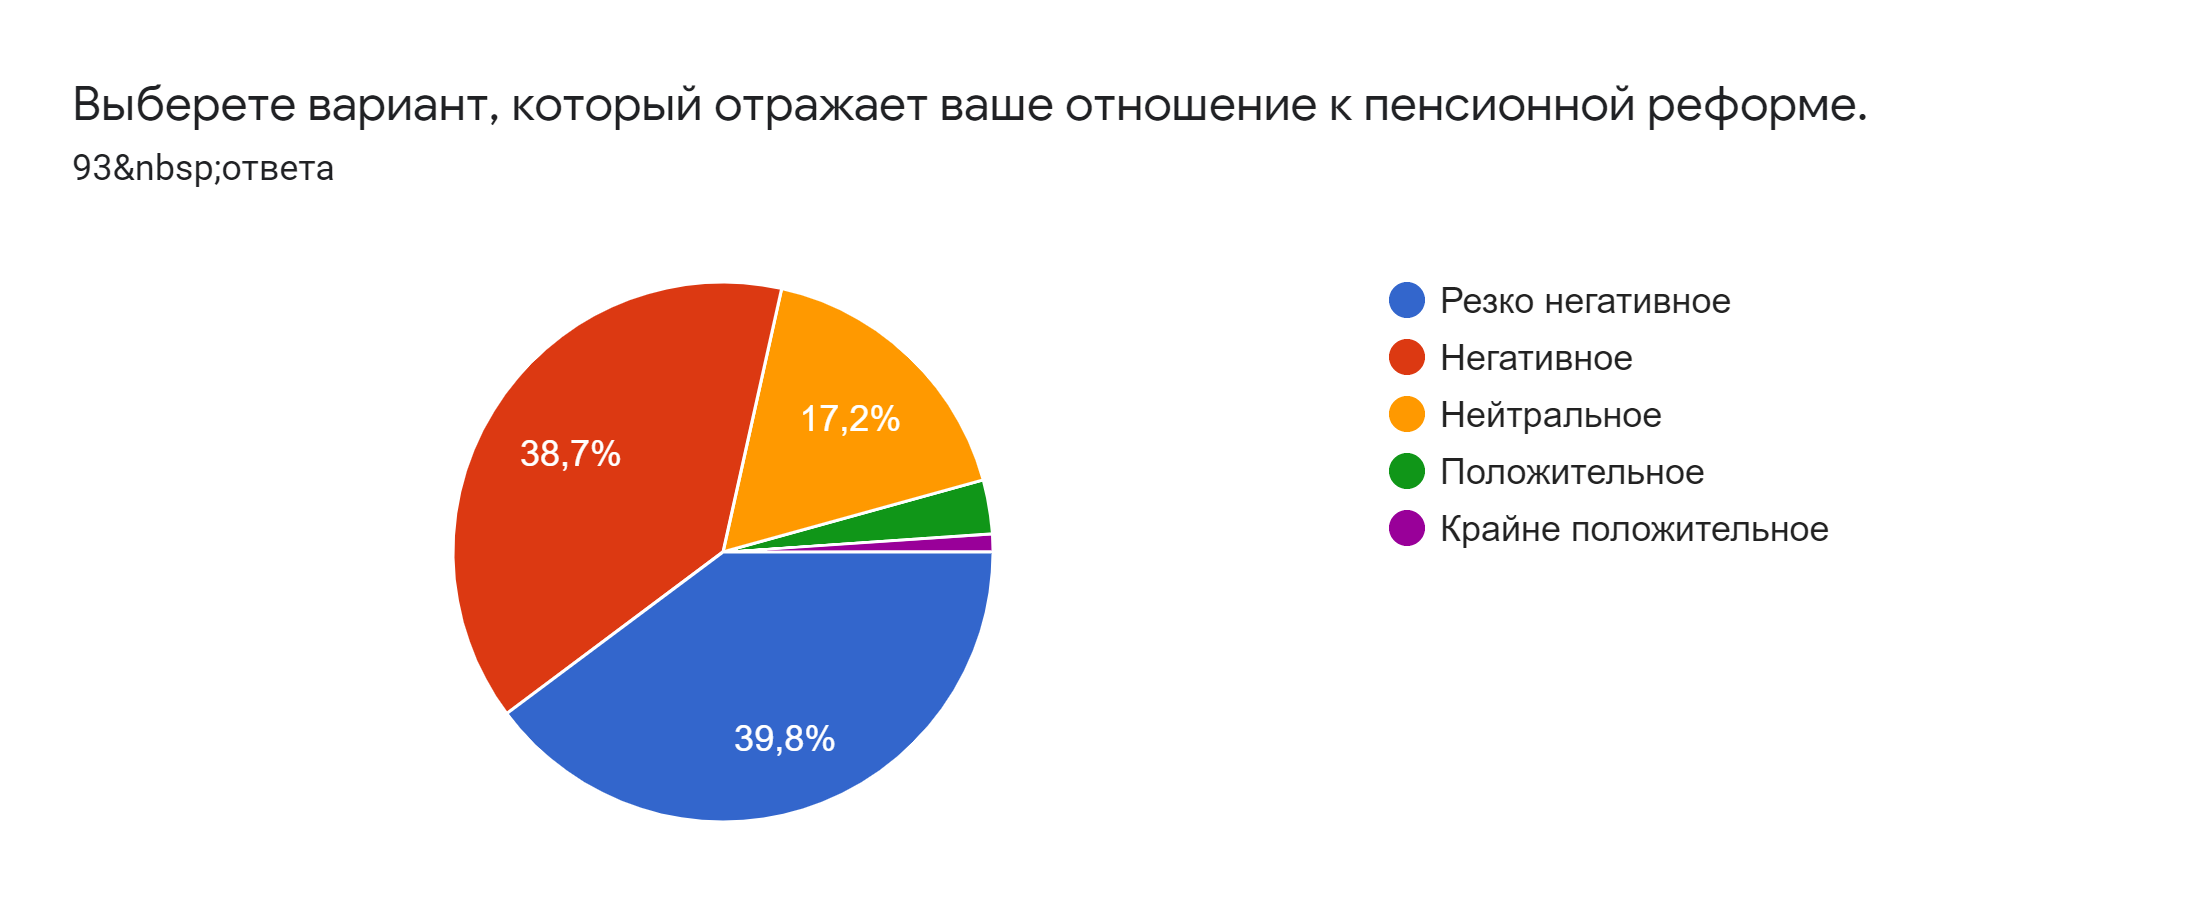 Выберете вариант, который отражает ваше отношение к пенсионной реформе.
93&nbsp;ответа
Резко негативное
Негативное
Нейтральное
Положительное
Крайне положительное
17,2%
38,7%
39,8%